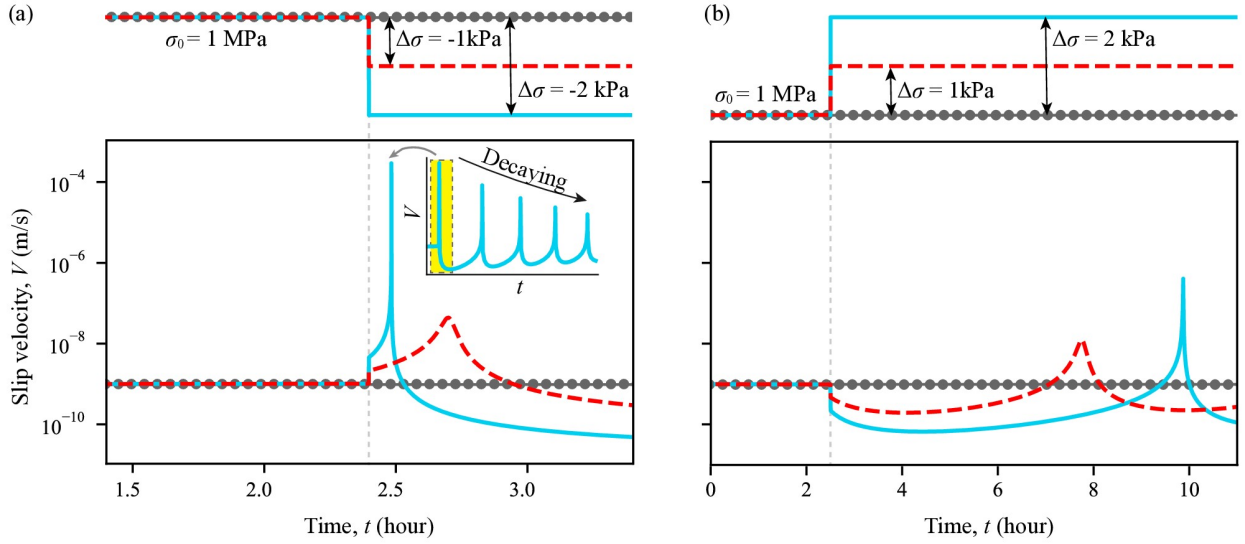 (a)
σ₀ = 1 MPa
Δσ = -1kPa
Δσ = -2 kPa
(b)
σ₀ = 1 MPa
Δσ = 1kPa
Δσ = 2 kPa
Slip velocity, V (m/s)
10⁻⁴
10⁻⁶
10⁻⁸
10⁻¹⁰
Decaying
V
t
1.5 2.0 2.5 3.0
Time, t (hour)
0 2 4 6 8 10
Time, t (hour)